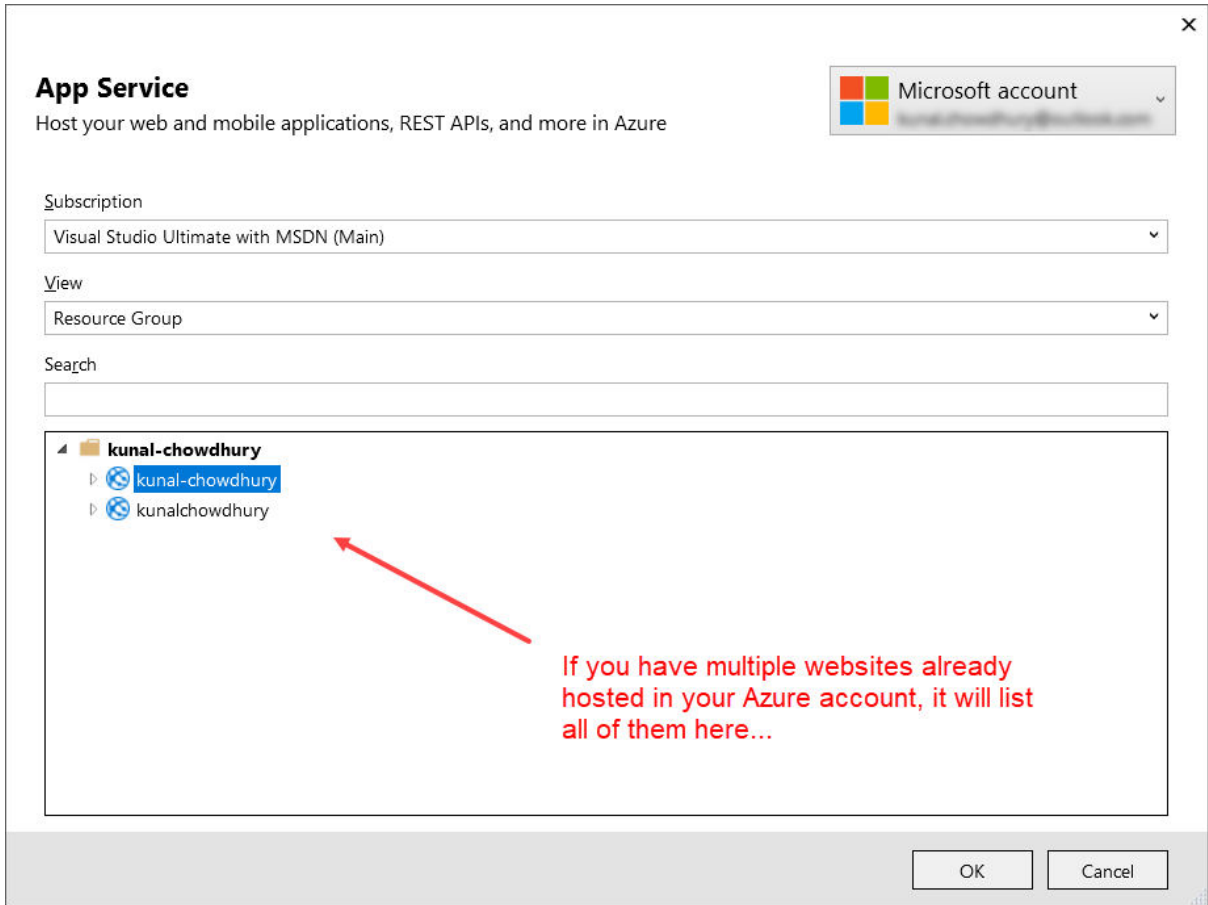 App Service
Host your web and mobile applications, REST APIs, and more in Azure
Microsoft account
Subscription
Visual Studio Ultimate with MSDN (Main)
View
Resource Group
Search
kunal-chowdhury
kunal-chowdhury
kunalchowdhury
If you have multiple websites already
hosted in your Azure account, it will list
all of them here...
OK
Cancel